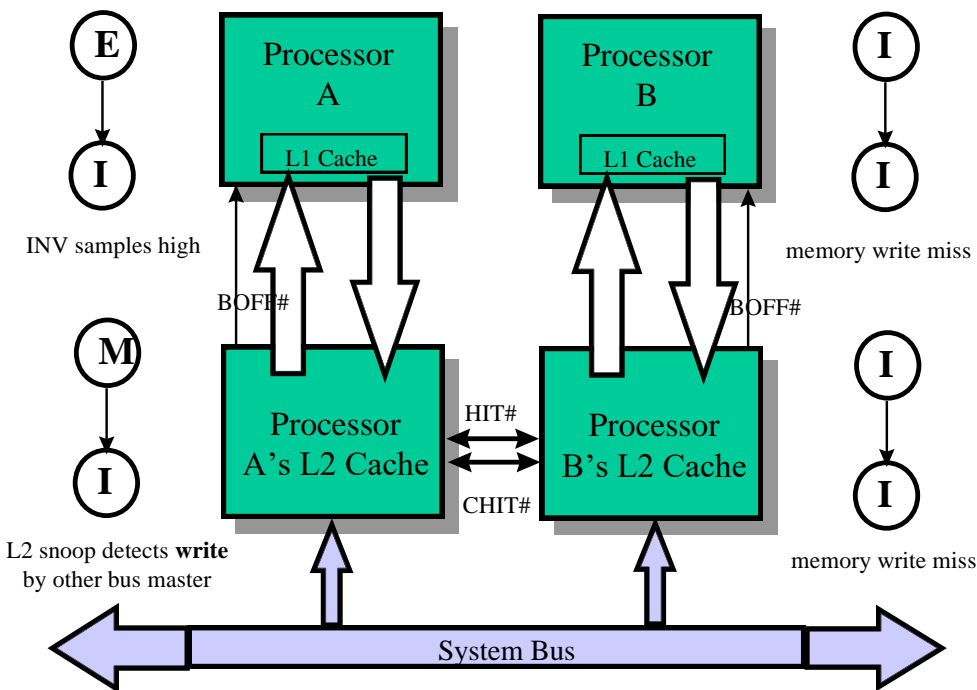 E
I
INV samples high
Processor
A
L1 Cache
Processor
B
L1 Cache
I
I
memory write miss
BOFF#
BOFF#
M
I
L2 snoop detects write
by other bus master
Processor
A's L2 Cache
HIT#
CHIT#
Processor
B's L2 Cache
I
I
memory write miss
System Bus